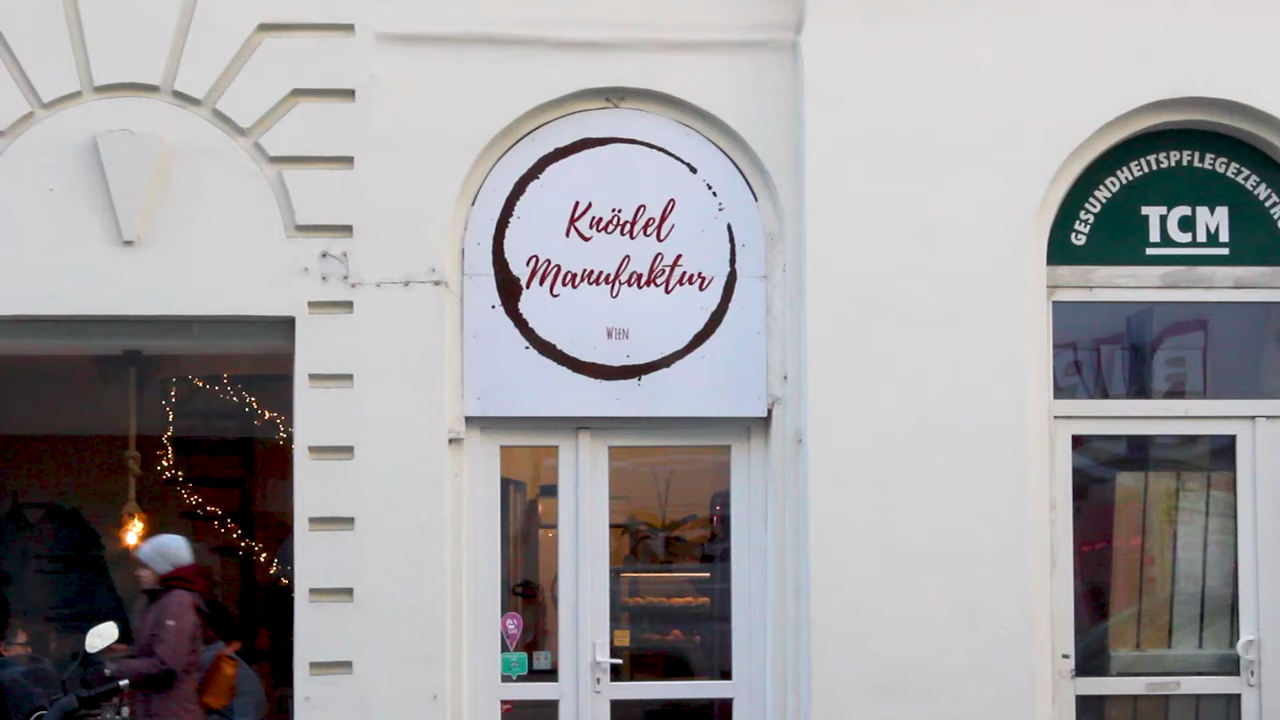 Knödel
Manufaktur
WIEN
GESUNDHEITSPFLEGEZENTR
TCM